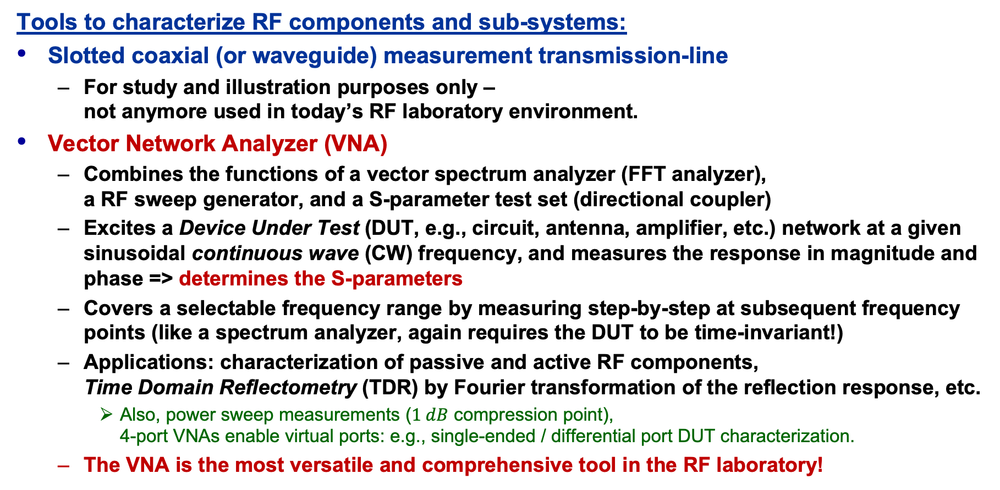 Tools to characterize RF components and sub-systems:
• Slotted coaxial (or waveguide) measurement transmission-line
– For study and illustration purposes only –
not anymore used in today’s RF laboratory environment.
• Vector Network Analyzer (VNA)
– Combines the functions of a vector spectrum analyzer (FFT analyzer),
a RF sweep generator, and a S-parameter test set (directional coupler)
– Excites a Device Under Test (DUT, e.g., circuit, antenna, amplifier, etc.) network at a given
sinusoidal continuous wave (CW) frequency, and measures the response in magnitude and
phase => determines the S-parameters
– Covers a selectable frequency range by measuring step-by-step at subsequent frequency
points (like a spectrum analyzer, again requires the DUT to be time-invariant!)
– Applications: characterization of passive and active RF components,
Time Domain Reflectometry (TDR) by Fourier transformation of the reflection response, etc.
➢ Also, power sweep measurements (1 dB compression point),
4-port VNAs enable virtual ports: e.g., single-ended / differential port DUT characterization.
– The VNA is the most versatile and comprehensive tool in the RF laboratory!